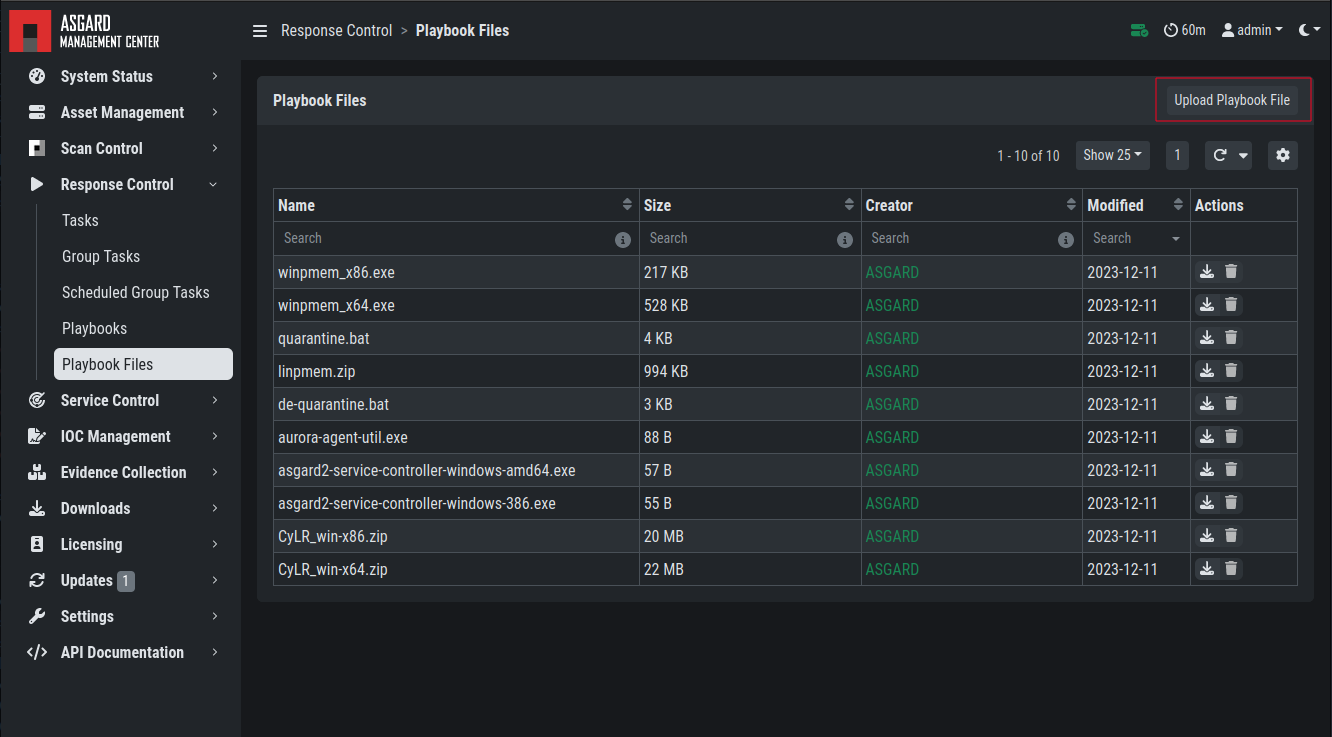 ASGARD
MANAGEMENT CENTER
Response Control > Playbook Files
60m
admin
System Status
Asset Management
Scan Control
Response Control
Tasks
Group Tasks
Scheduled Group Tasks
Playbooks
Playbook Files
Service Control
IOC Management
Evidence Collection
Downloads
Licensing
Updates 1
Settings
API Documentation
Playbook Files
Upload Playbook File
1 - 10 of 10 Show 25 1
Name Size Creator Modified Actions
Search Search Search Search
winpmem_x86.exe 217 KB ASGARD 2023-12-11
winpmem_x64.exe 528 KB ASGARD 2023-12-11
quarantine.bat 4 KB ASGARD 2023-12-11
linpmem.zip 994 KB ASGARD 2023-12-11
de-quarantine.bat 3 KB ASGARD 2023-12-11
aurora-agent-util.exe 88 B ASGARD 2023-12-11
asgard2-service-controller-windows-amd64.exe 57 B ASGARD 2023-12-11
asgard2-service-controller-windows-386.exe 55 B ASGARD 2023-12-11
CyLR_win-x86.zip 20 MB ASGARD 2023-12-11
CyLR_win-x64.zip 22 MB ASGARD 2023-12-11